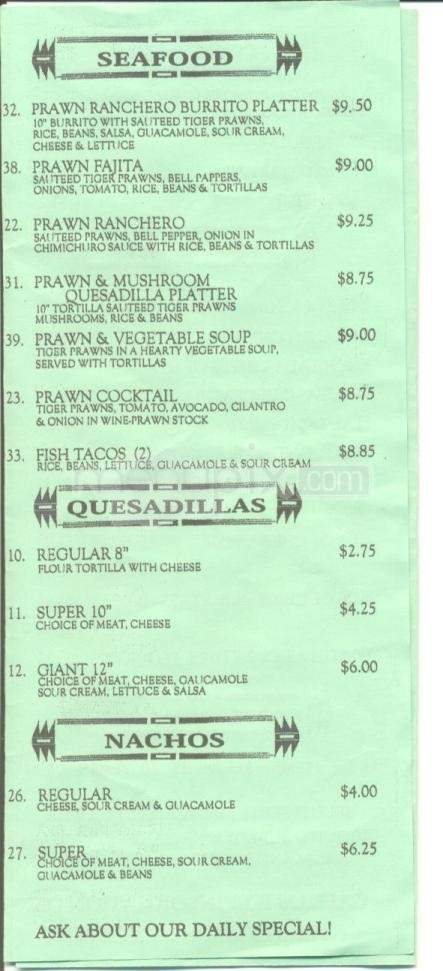 SEAFOOD
32. PRAWN RANCHERO BURRITO PLATTER $9.50
10" BURRITO WITH SAUTEED TIGER PRAWNS,
RICE, BEANS, SALSA, GUACAMOLE, SOUR CREAM,
CHEESE & LETTUCE
38. PRAWN FAJITA $9.00
SAUTEED TIGER PRAWNS, BELL PAPPERS,
ONIONS, TOMATO, RICE, BEANS & TORTILLAS
22. PRAWN RANCHERO $9.25
SAUTEED PRAWNS, BELL PEPPER, ONION IN
CHIMICHURO SAUCE WITH RICE, BEANS & TORTILLAS
31. PRAWN & MUSHROOM $8.75
QUESADILLA PLATTER
10" TORTILLA SAUTEED TIGER PRAWNS
MUSHROOMS, RICE & BEANS
39. PRAWN & VEGETABLE SOUP $9.00
TIGER PRAWNS IN A HEARTY VEGETABLE SOUP,
SERVED WITH TORTILLAS
23. PRAWN COCKTAIL $8.75
TIGER PRAWNS, TOMATO, AVOCADO, CILANTRO
& ONION IN WINE-PRAWN STOCK
33. FISH TACOS (2) $8.85
RICE, BEANS, LETTUCE, GUACAMOLE & SOUR CREAM
.com
QUESADILLAS
10. REGULAR 8" $2.75
FLOUR TORTILLA WITH CHEESE
11. SUPER 10" $4.25
CHOICE OF MEAT, CHEESE
12. GIANT 12" $6.00
CHOICE OF MEAT, CHEESE, GAUCAMOLE
SOUR CREAM, LETTUCE & SALSA
NACHOS
26. REGULAR $4.00
CHEESE, SOUR CREAM & GUACAMOLE
27. SUPER $6.25
CHOICE OF MEAT, CHEESE, SOUR CREAM,
GUACAMOLE & BEANS
ASK ABOUT OUR DAILY SPECIAL!